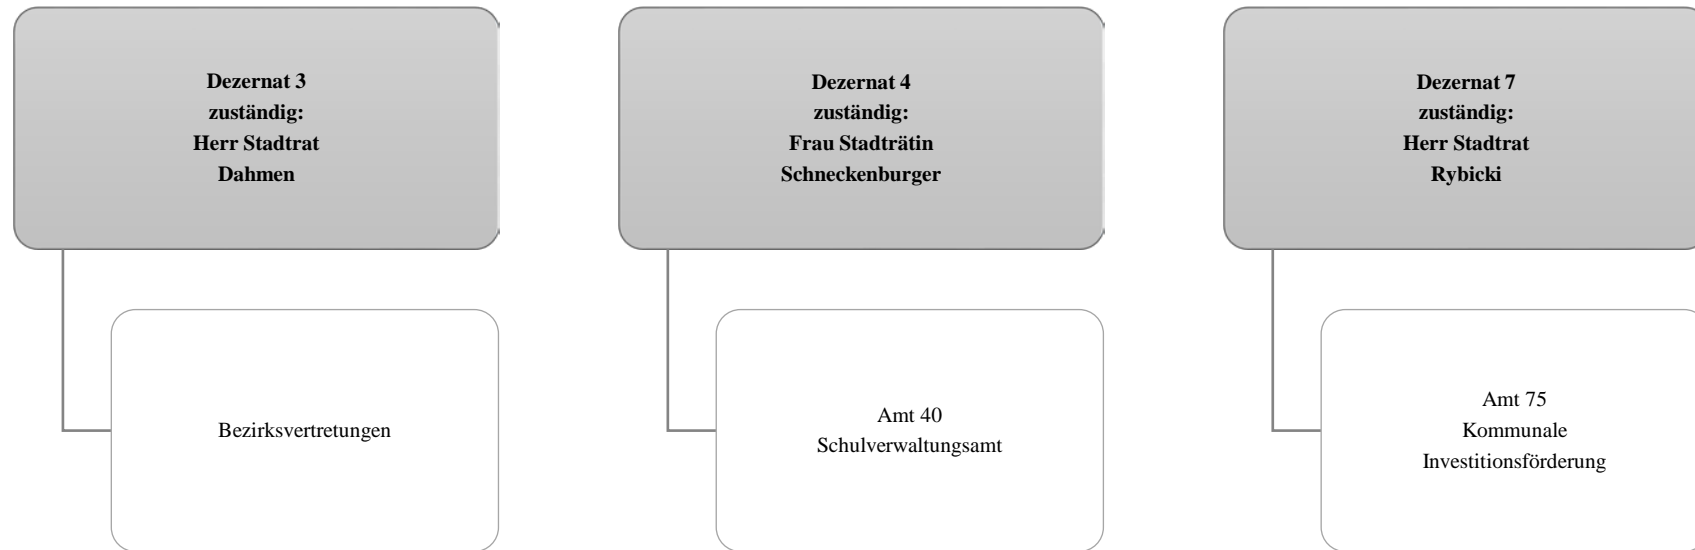 Dezernat 3
zuständig:
Herr Stadtrat
Dahmen
Bezirksvertretungen
Dezernat 4
zuständig:
Frau Stadträtin
Schneckenburger
Amt 40
Schulverwaltungsamt
Dezernat 7
zuständig:
Herr Stadtrat
Rybicki
Amt 75
Kommunale
Investitionsförderung